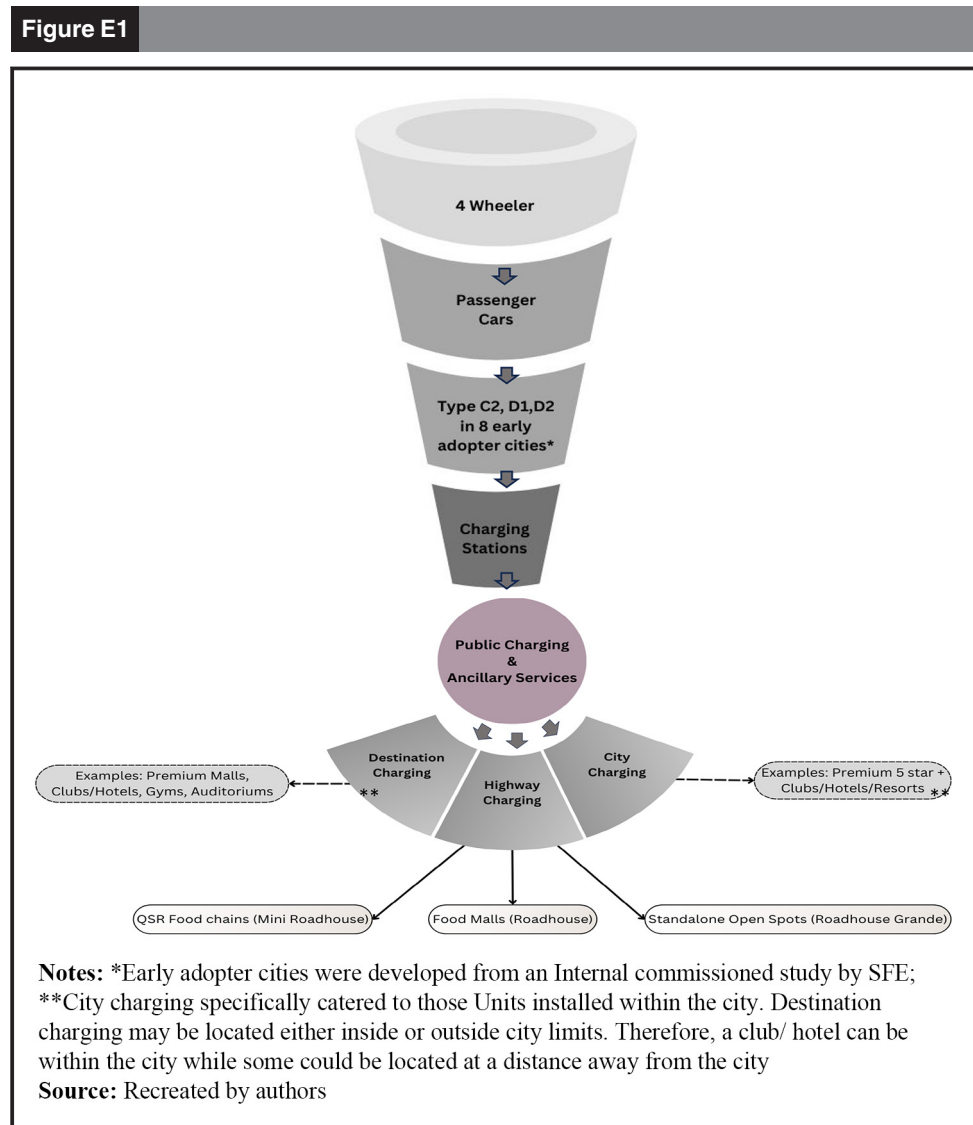 Figure E1
4 Wheeler
Passenger
Cars
Type C2, D1,D2
in 8 early
adopter cities*
Charging
Stations
Public Charging
&
Ancillary Services
Destination
Charging
**
Highway
Charging
City
Charging
Examples: Premium Malls,
Clubs/Hotels, Gyms, Auditoriums
Examples: Premium 5 star +
Clubs/Hotels/Resorts **
QSR Food chains (Mini Roadhouse)
Food Malls (Roadhouse)
Standalone Open Spots (Roadhouse Grande)
Notes: *Early adopter cities were developed from an Internal commissioned study by SFE;
**City charging specifically catered to those Units installed within the city. Destination
charging may be located either inside or outside city limits. Therefore, a club/ hotel can be
within the city while some could be located at a distance away from the city
Source: Recreated by authors